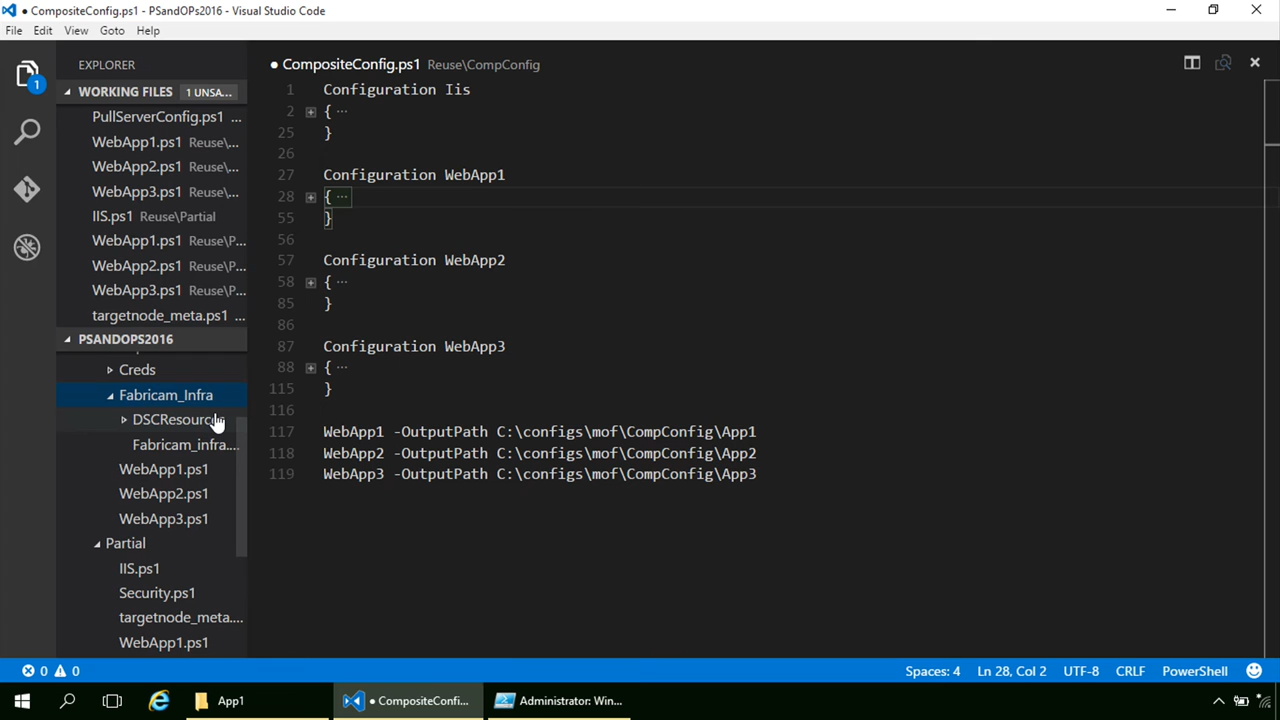 CompositeConfig.ps1 - PSandOPs2016 - Visual Studio Code
File Edit View Goto Help
EXPLORER
WORKING FILES 1 UNSA...
PullServerConfig.ps1 ...
WebApp1.ps1 Reuse\...
WebApp2.ps1 Reuse\...
WebApp3.ps1 Reuse\...
IIS.ps1 Reuse\Partial
WebApp1.ps1 Reuse\P...
WebApp2.ps1 Reuse\P...
WebApp3.ps1 Reuse\P...
targetnode_meta.ps1 ...
PSANDOPS2016
Creds
Fabricam_Infra
DSCResources
Fabricam_infra....
WebApp1.ps1
WebApp2.ps1
WebApp3.ps1
Partial
IIS.ps1
Security.ps1
targetnode_meta....
WebApp1.ps1
1
● CompositeConfig.ps1 Reuse\CompConfig
1 Configuration Iis
2 { ...
25 }
26
27 Configuration WebApp1
28 { ...
55 }
56
57 Configuration WebApp2
58 { ...
85 }
86
87 Configuration WebApp3
88 { ...
115 }
116
117 WebApp1 -OutputPath C:\configs\mof\CompConfig\App1
118 WebApp2 -OutputPath C:\configs\mof\CompConfig\App2
119 WebApp3 -OutputPath C:\configs\mof\CompConfig\App3
0 0 Spaces: 4 Ln 28, Col 2 UTF-8 CRLF PowerShell
App1 ● CompositeConfi... Administrator: Win...